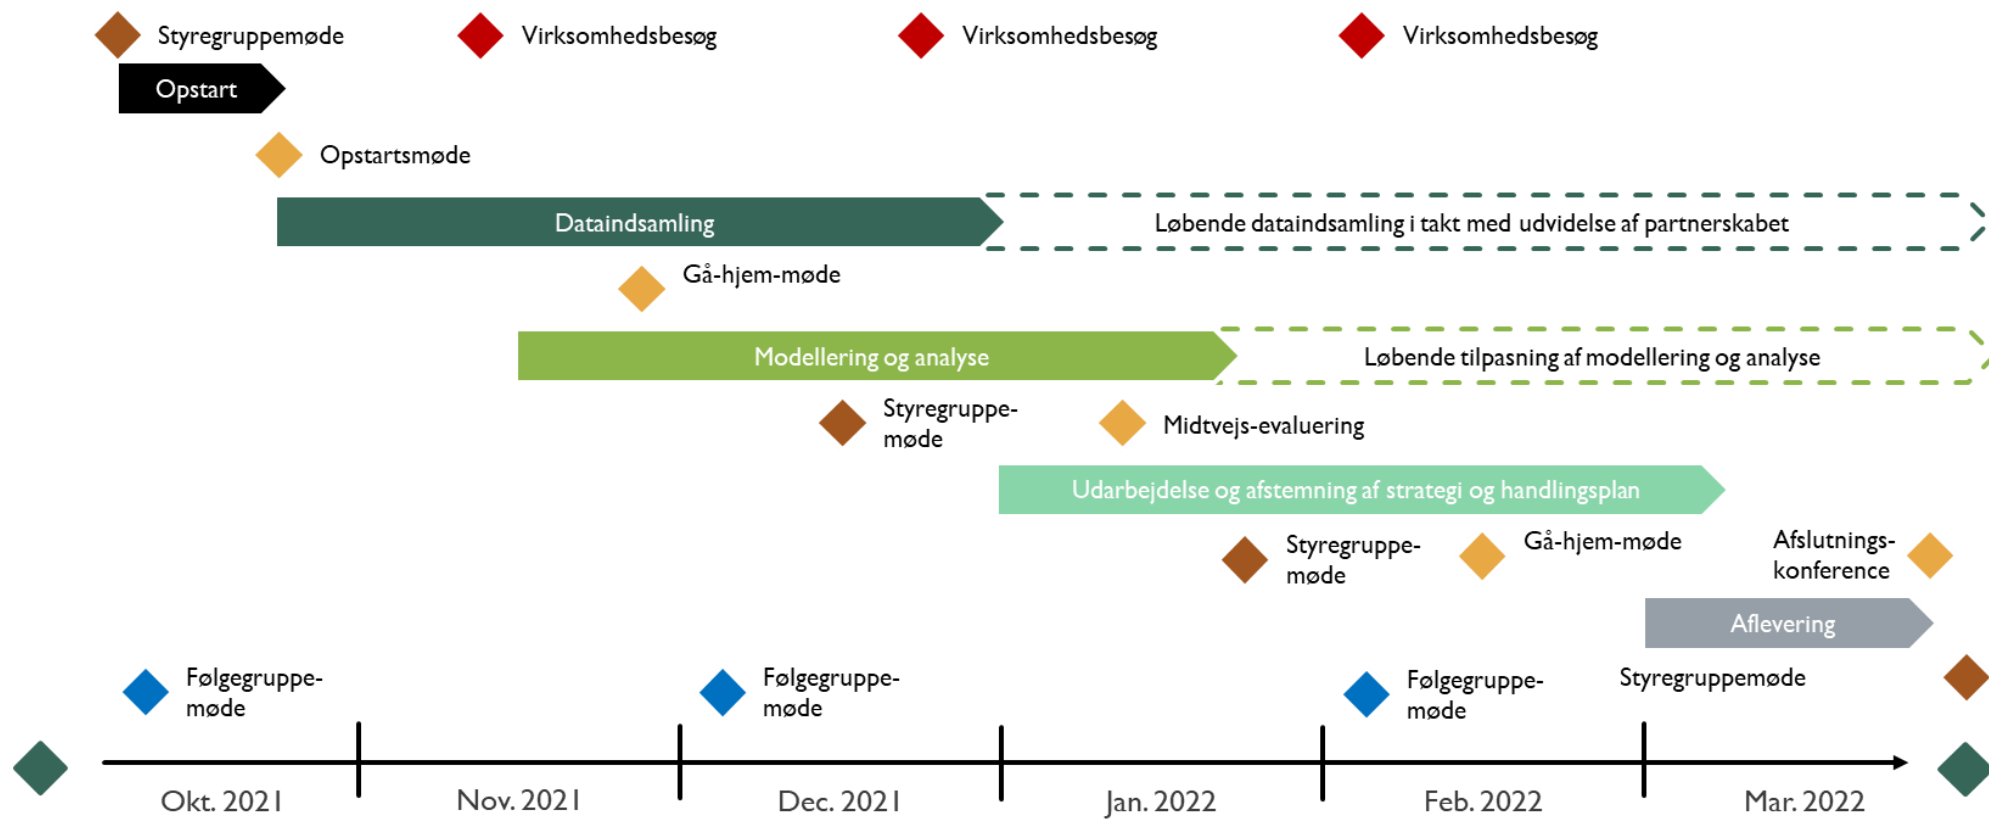 Styregruppemøde
Virksomhedsbesøg
Virksomhedsbesøg
Virksomhedsbesøg
Opstart
Opstartsmøde
Dataindsamling
Løbende dataindsamling i takt med udvidelse af partnerskabet
Gå-hjem-møde
Modellering og analyse
Løbende tilpasning af modellering og analyse
Styregruppe-
møde
Midtvejs-evaluering
Udarbejdelse og afstemning af strategi og handlingsplan
Styregruppe-
møde
Gå-hjem-møde
Afslutnings-
konference
Aflevering
Følgegruppe-
møde
Følgegruppe-
møde
Følgegruppe-
møde
Styregruppemøde
Okt. 2021
Nov. 2021
Dec. 2021
Jan. 2022
Feb. 2022
Mar. 2022